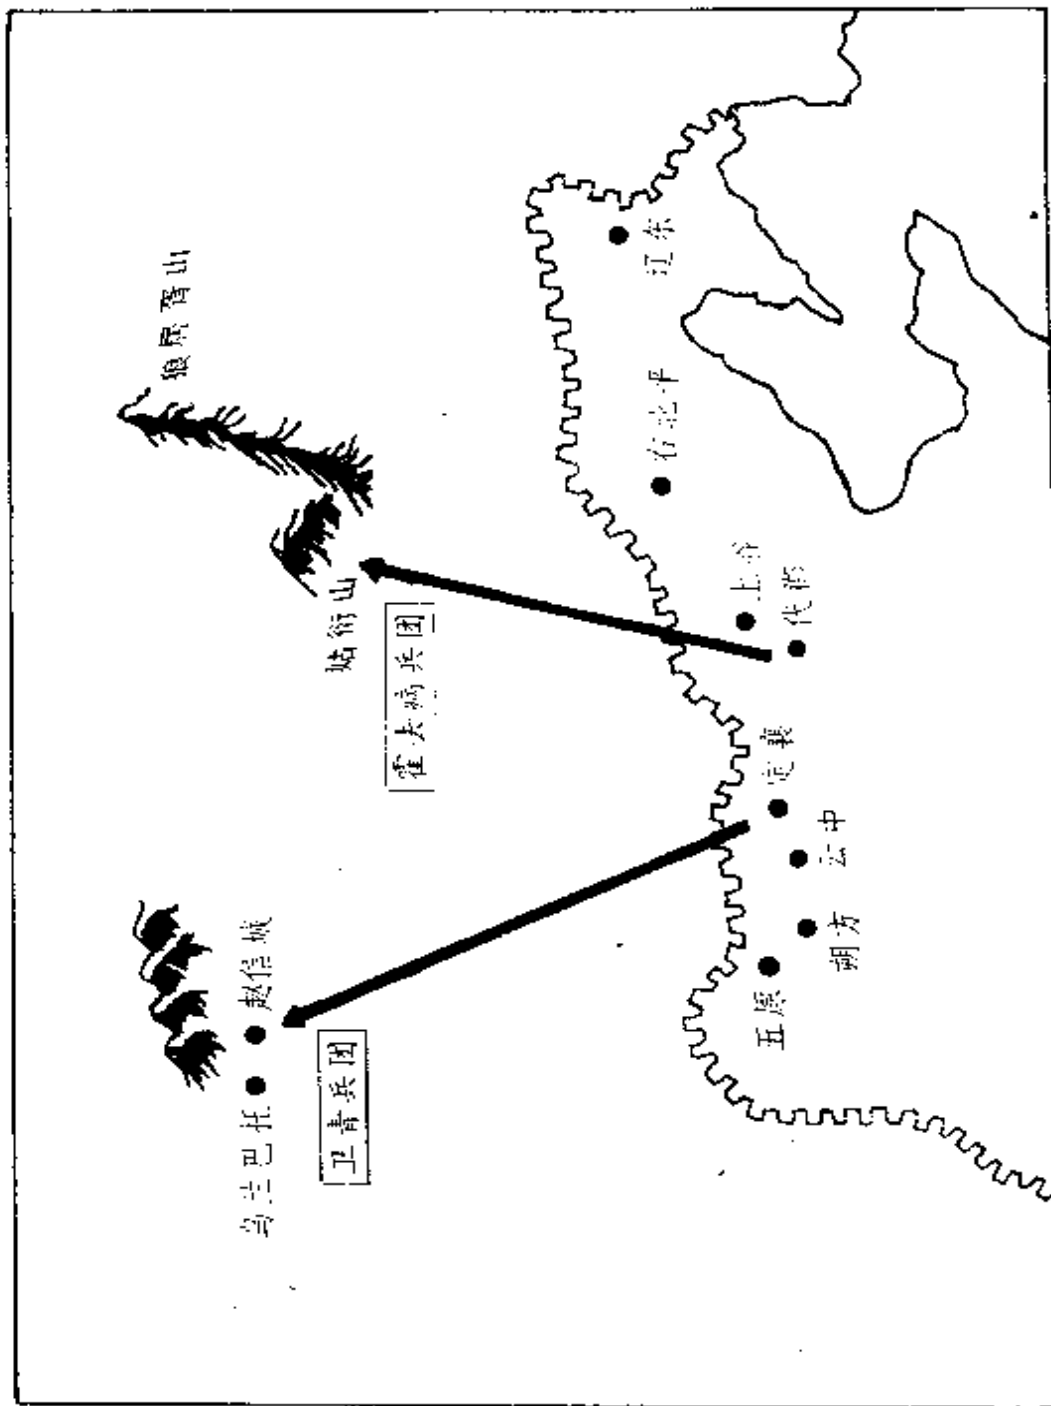 狼居胥山
姑衍山
霍去病兵团
赵信城
乌兰巴托
卫青兵团
辽东
右北平
上谷
代郡
定襄
云中
朔方
五原